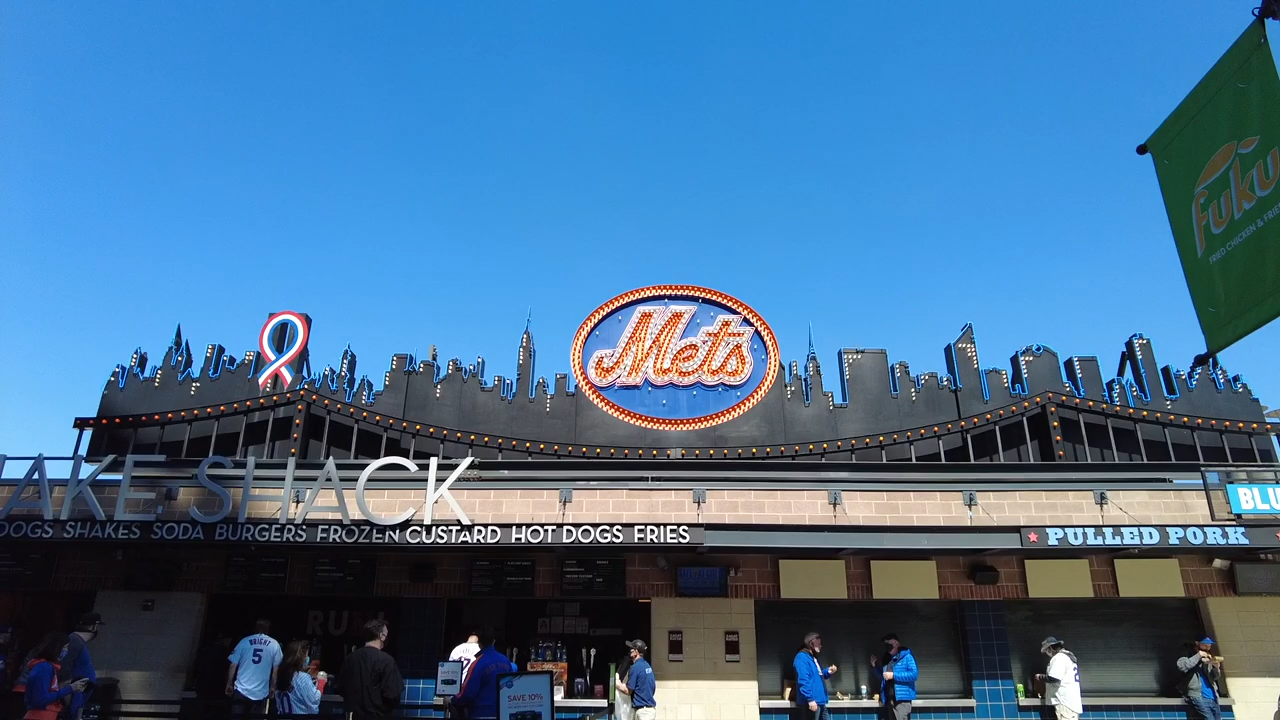 Mets
Fuku
FRIED CHICKEN & FRIE
AKE SHACK
DOGS SHAKES SODA BURGERS FROZEN CUSTARD HOT DOGS FRIES
BLU
PULLED PORK
WRIGHT
5
SAVE 10%